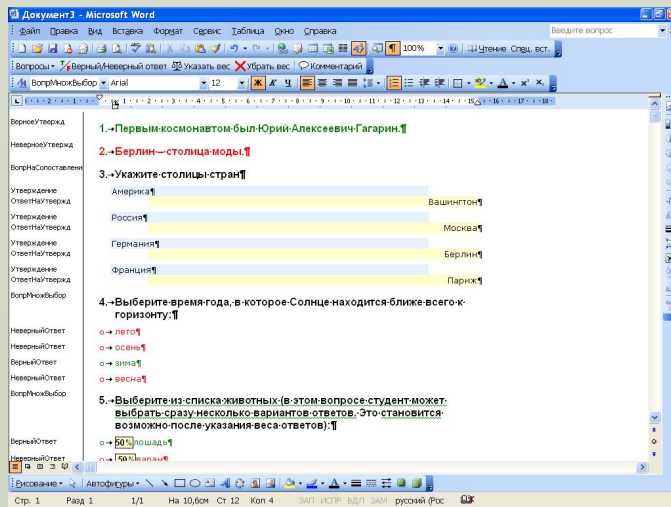 Документ3 - Microsoft Word
Файл Правка Вид Вставка Формат Сервис Таблица Окно Справка Введите вопрос
100% Чтение Спец. вст.
Вопросы Верный/Неверный ответ Указать вес Убрать вес Комментарий
ВопрМножВыбор Arial 12 Ж К Ч
ВерноеУтвержд
1. Первым космонавтом был Юрий Алексеевич Гагарин.¶
НеверноеУтвержд
2. Берлин – столица моды.¶
ВопрНаСопоставлени
3. Укажите столицы стран¶
Утверждение Америка¶
ОтветНаУтвержд Вашингтон¶
Утверждение Россия¶
ОтветНаУтвержд Москва¶
Утверждение Германия¶
ОтветНаУтвержд Берлин¶
Утверждение Франция¶
ОтветНаУтвержд Париж¶
ВопрМножВыбор
4. Выберите время года, в которое Солнце находится ближе всего к
горизонту:¶
НеверныйОтвет о лето¶
НеверныйОтвет о осень¶
ВерныйОтвет о зима¶
НеверныйОтвет о весна¶
ВопрМножВыбор
5. Выберите из списка животных (в этом вопросе студент может
выбрать сразу несколько вариантов ответов. Это становится
возможно после указания веса ответов):¶
ВерныйОтвет о 50% лошадь¶
НеверныйОтвет о 50% варан¶
Рисование Автофигуры
Стр. 1 Разд 1 1/1 На 10,6см Ст 12 Кол 4 ЗАП ИСПР ВДЛ ЗАМ русский (Рос